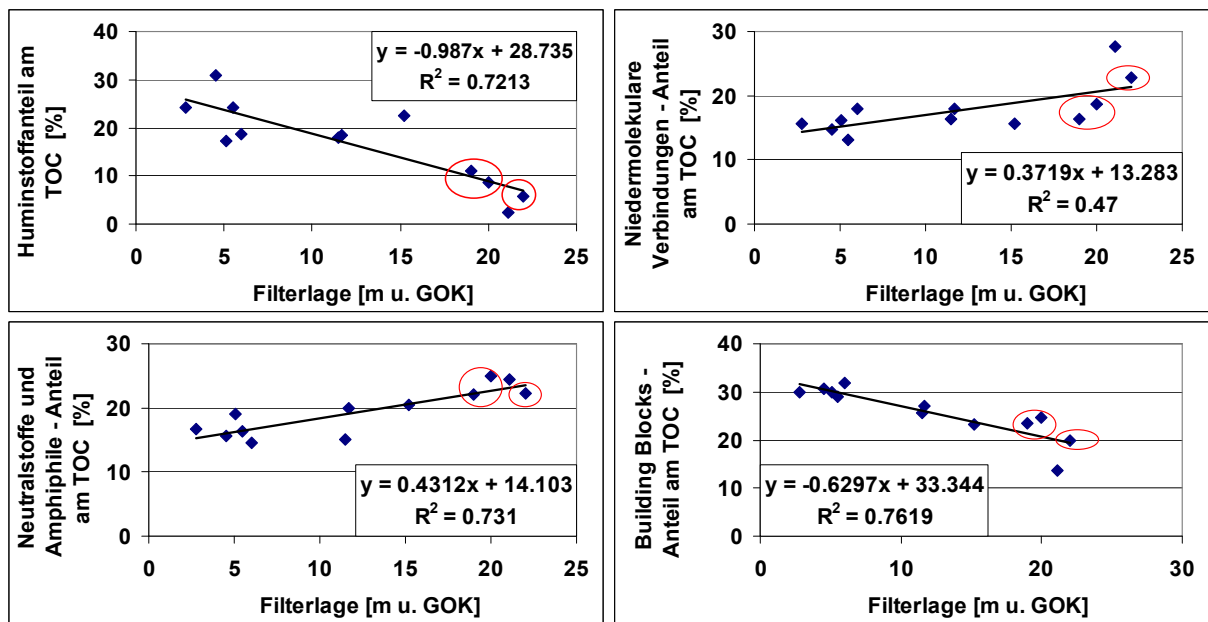 Huminstoffanteil am
TOC [%]
40
30
20
10
0
y = -0.987x + 28.735
R² = 0.7213
0 5 10 15 20 25
Filterlage [m u. GOK]
Niedermolekulare
Verbindungen - Anteil
am TOC [%]
30
20
10
0
y = 0.3719x + 13.283
R² = 0.47
0 5 10 15 20 25
Filterlage [m u. GOK]
Neutralstoffe und
Amphiphile - Anteil
am TOC [%]
30
20
10
0
y = 0.4312x + 14.103
R² = 0.731
0 5 10 15 20 25
Filterlage [m u. GOK]
Building Blocks -
Anteil am TOC [%]
40
30
20
10
0
y = -0.6297x + 33.344
R² = 0.7619
0 10 20 30
Filterlage [m u. GOK]